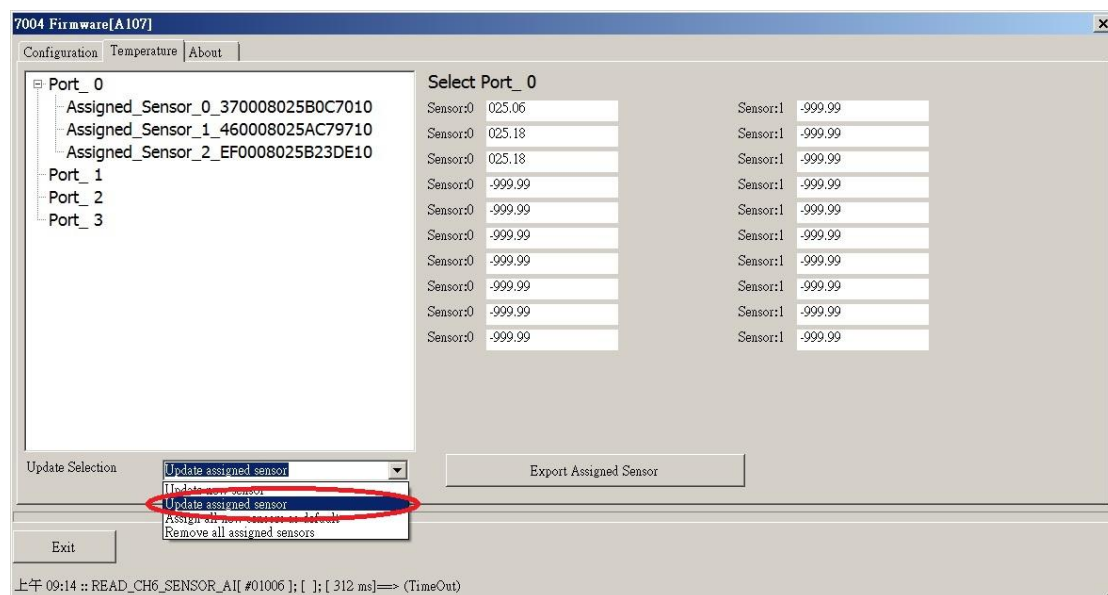 7004 Firmware[A107]
Configuration Temperature About
Port_ 0
Assigned_Sensor_0_370008025B0C7010
Assigned_Sensor_1_460008025AC79710
Assigned_Sensor_2_EF0008025B23DE10
Port_ 1
Port_ 2
Port_ 3
Select Port_ 0
Sensor:0 025.06 Sensor:1 -999.99
Sensor:0 025.18 Sensor:1 -999.99
Sensor:0 025.18 Sensor:1 -999.99
Sensor:0 -999.99 Sensor:1 -999.99
Sensor:0 -999.99 Sensor:1 -999.99
Sensor:0 -999.99 Sensor:1 -999.99
Sensor:0 -999.99 Sensor:1 -999.99
Sensor:0 -999.99 Sensor:1 -999.99
Sensor:0 -999.99 Sensor:1 -999.99
Sensor:0 -999.99 Sensor:1 -999.99
Update Selection Update assigned sensor Export Assigned Sensor
Update new sensor
Update assigned sensor
Assign all new sensors as default
Remove all assigned sensors
Exit
上午 09:14 :: READ_CH6_SENSOR_AI[ #01006 ]; [ ]; [ 312 ms]==> (TimeOut)